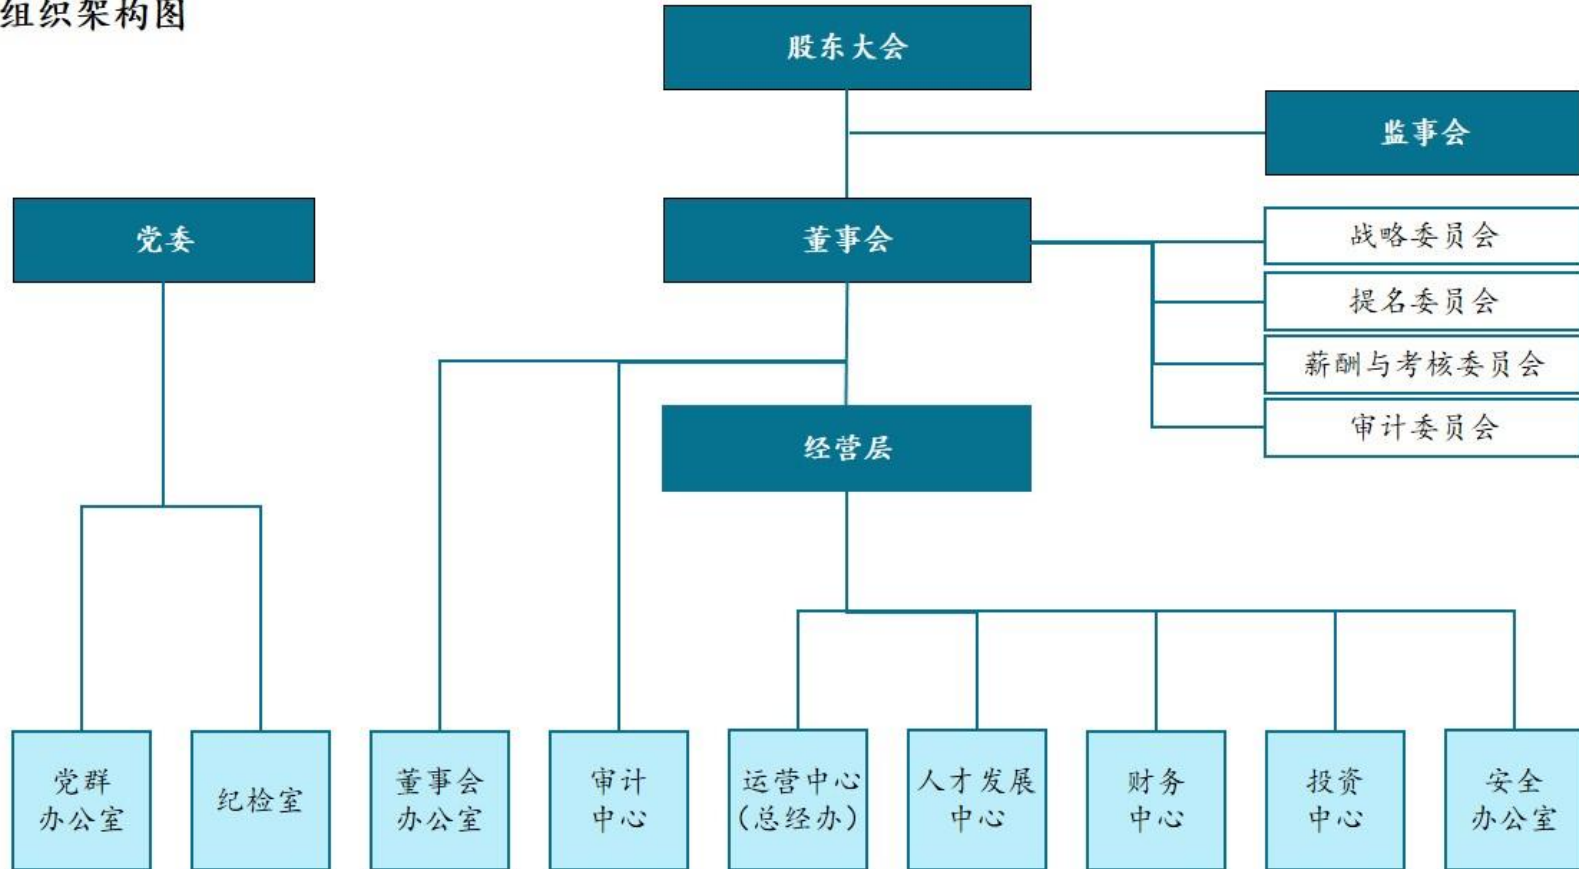 组织架构图
股东大会
监事会
党委
董事会
战略委员会
提名委员会
薪酬与考核委员会
审计委员会
经营层
党群
办公室
纪检室
董事会
办公室
审计
中心
运营中心
（总经办）
人才发展
中心
财务
中心
投资
中心
安全
办公室